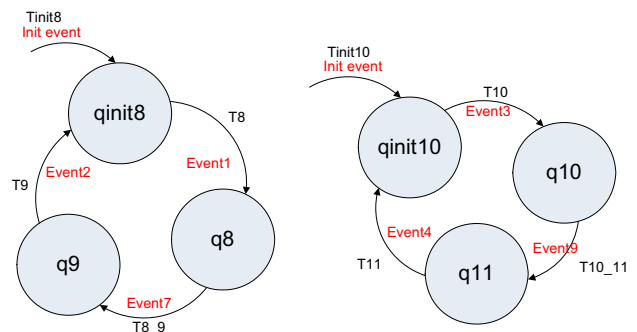 Tinit8
Init event
qinit8
T8
Event1
Event2
T9
q8
q9
Event7
T8_9
Tinit10
Init event
T10
Event3
qinit10
q10
Event4
Event9
T11
q11
T10_11